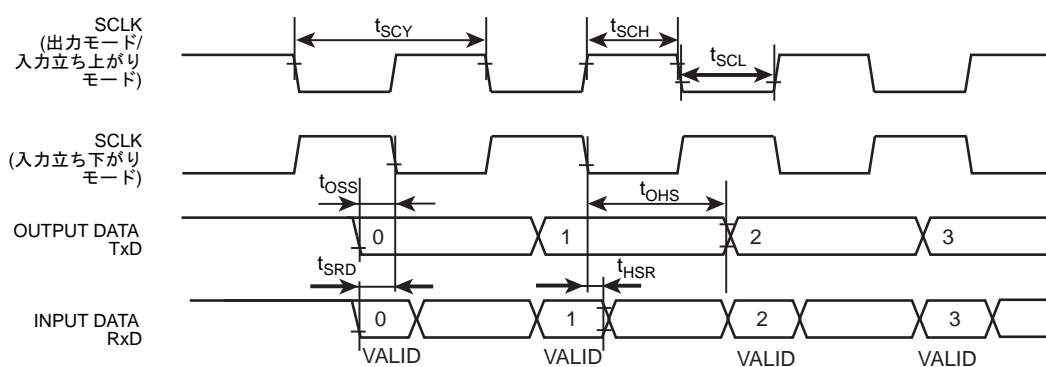 SCLK
(出力モード/
入力立ち上がり
モード)
tSCY
tSCH
tSCL
SCLK
(入力立ち下がり
モード)
tOSS
tOHS
OUTPUT DATA
TxD
0
1
2
3
tSRD
tHSR
INPUT DATA
RxD
0
1
2
3
VALID
VALID
VALID
VALID